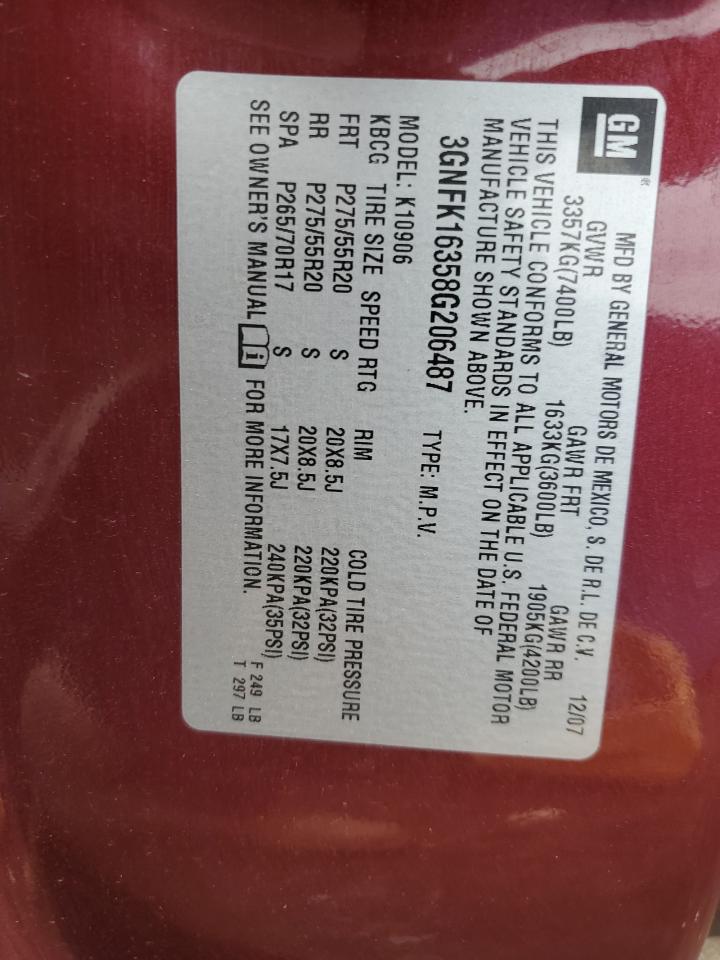 GM®
MFD BY GENERAL MOTORS DE MEXICO, S. DE R.L. DE C.V. 12/07
GVWR GAWR FRT GAWR RR
3357KG(7400LB) 1633KG(3600LB) 1905KG(4200LB)
THIS VEHICLE CONFORMS TO ALL APPLICABLE U.S. FEDERAL MOTOR
VEHICLE SAFETY STANDARDS IN EFFECT ON THE DATE OF
MANUFACTURE SHOWN ABOVE.
3GNFK16358G206487 TYPE: M.P.V.
MODEL: K10906
KBCG TIRE SIZE SPEED RTG RIM COLD TIRE PRESSURE
FRT P275/55R20 S 20X8.5J 220KPA(32PSI)
RR P275/55R20 S 20X8.5J 220KPA(32PSI)
SPA P265/70R17 S 17X7.5J 240KPA(35PSI)
SEE OWNER'S MANUAL i FOR MORE INFORMATION.
F 249 LB
T 297 LB